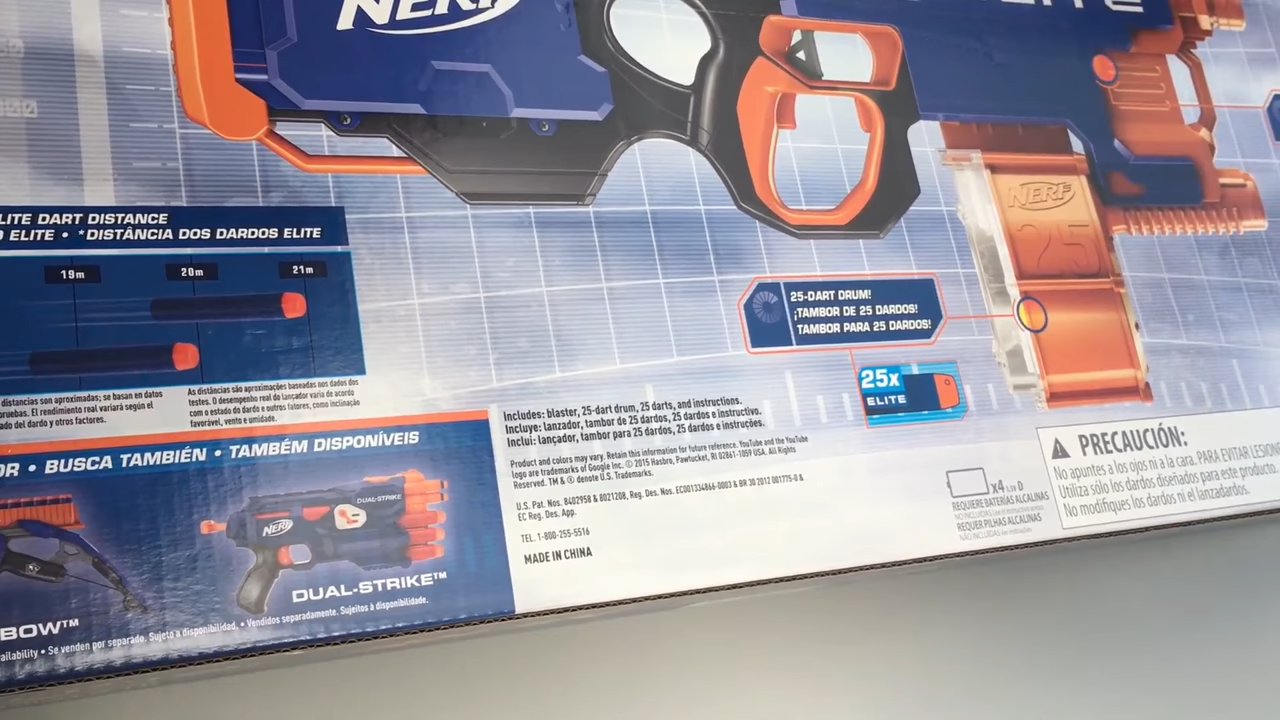 NERF
NERF
25
LITE DART DISTANCE
ELITE • *DISTÂNCIA DOS DARDOS ELITE
19m
20m
21m
distancias son aproximadas; se basan en datos
pruebas. El rendimiento real variará según el
ado del dardo y otros factores.
As distâncias são aproximações baseadas nos dados dos
testes. O desempenho real do lançador varia de acordo
com o estado do dardo e outros fatores, como inclinação
favorável, vento e umidade.
25-DART DRUM!
¡TAMBOR DE 25 DARDOS!
TAMBOR PARA 25 DARDOS!
25x
ELITE
OR • BUSCA TAMBIÉN • TAMBÉM DISPONÍVEIS
DUAL-STRIKE
NERF
DUAL-STRIKE™
BOW™
ailability • Se venden por separado. Sujeto a disponibilidad. • Vendidos separadamente. Sujeitos à disponibilidade.
Includes: blaster, 25-dart drum, 25 darts, and instructions.
Incluye: lanzador, tambor de 25 dardos, 25 dardos e instructivo.
Inclui: lançador, tambor para 25 dardos, 25 dardos e instruções.
Product and colors may vary. Retain this information for future reference. YouTube and the YouTube
logo are trademarks of Google Inc. © 2015 Hasbro, Pawtucket, RI 02861-1059 USA. All Rights
Reserved. TM & ® denote U.S. Trademarks.
U.S. Pat. Nos. 8402958 & 8021208, Reg. Des. Nos. EC001334866-0003 & BR 30 2012 001775-0 &
EC Reg. Des. App.
TEL. 1-800-255-5516
MADE IN CHINA
x4 D
REQUIERE BATERÍAS ALCALINAS
REQUER PILHAS ALCALINAS
PRECAUCIÓN:
No apuntes a los ojos ni a la cara. PARA EVITAR LESION
Utiliza sólo los dardos diseñados para este producto.
No modifiques los dardos ni el lanzadardos.